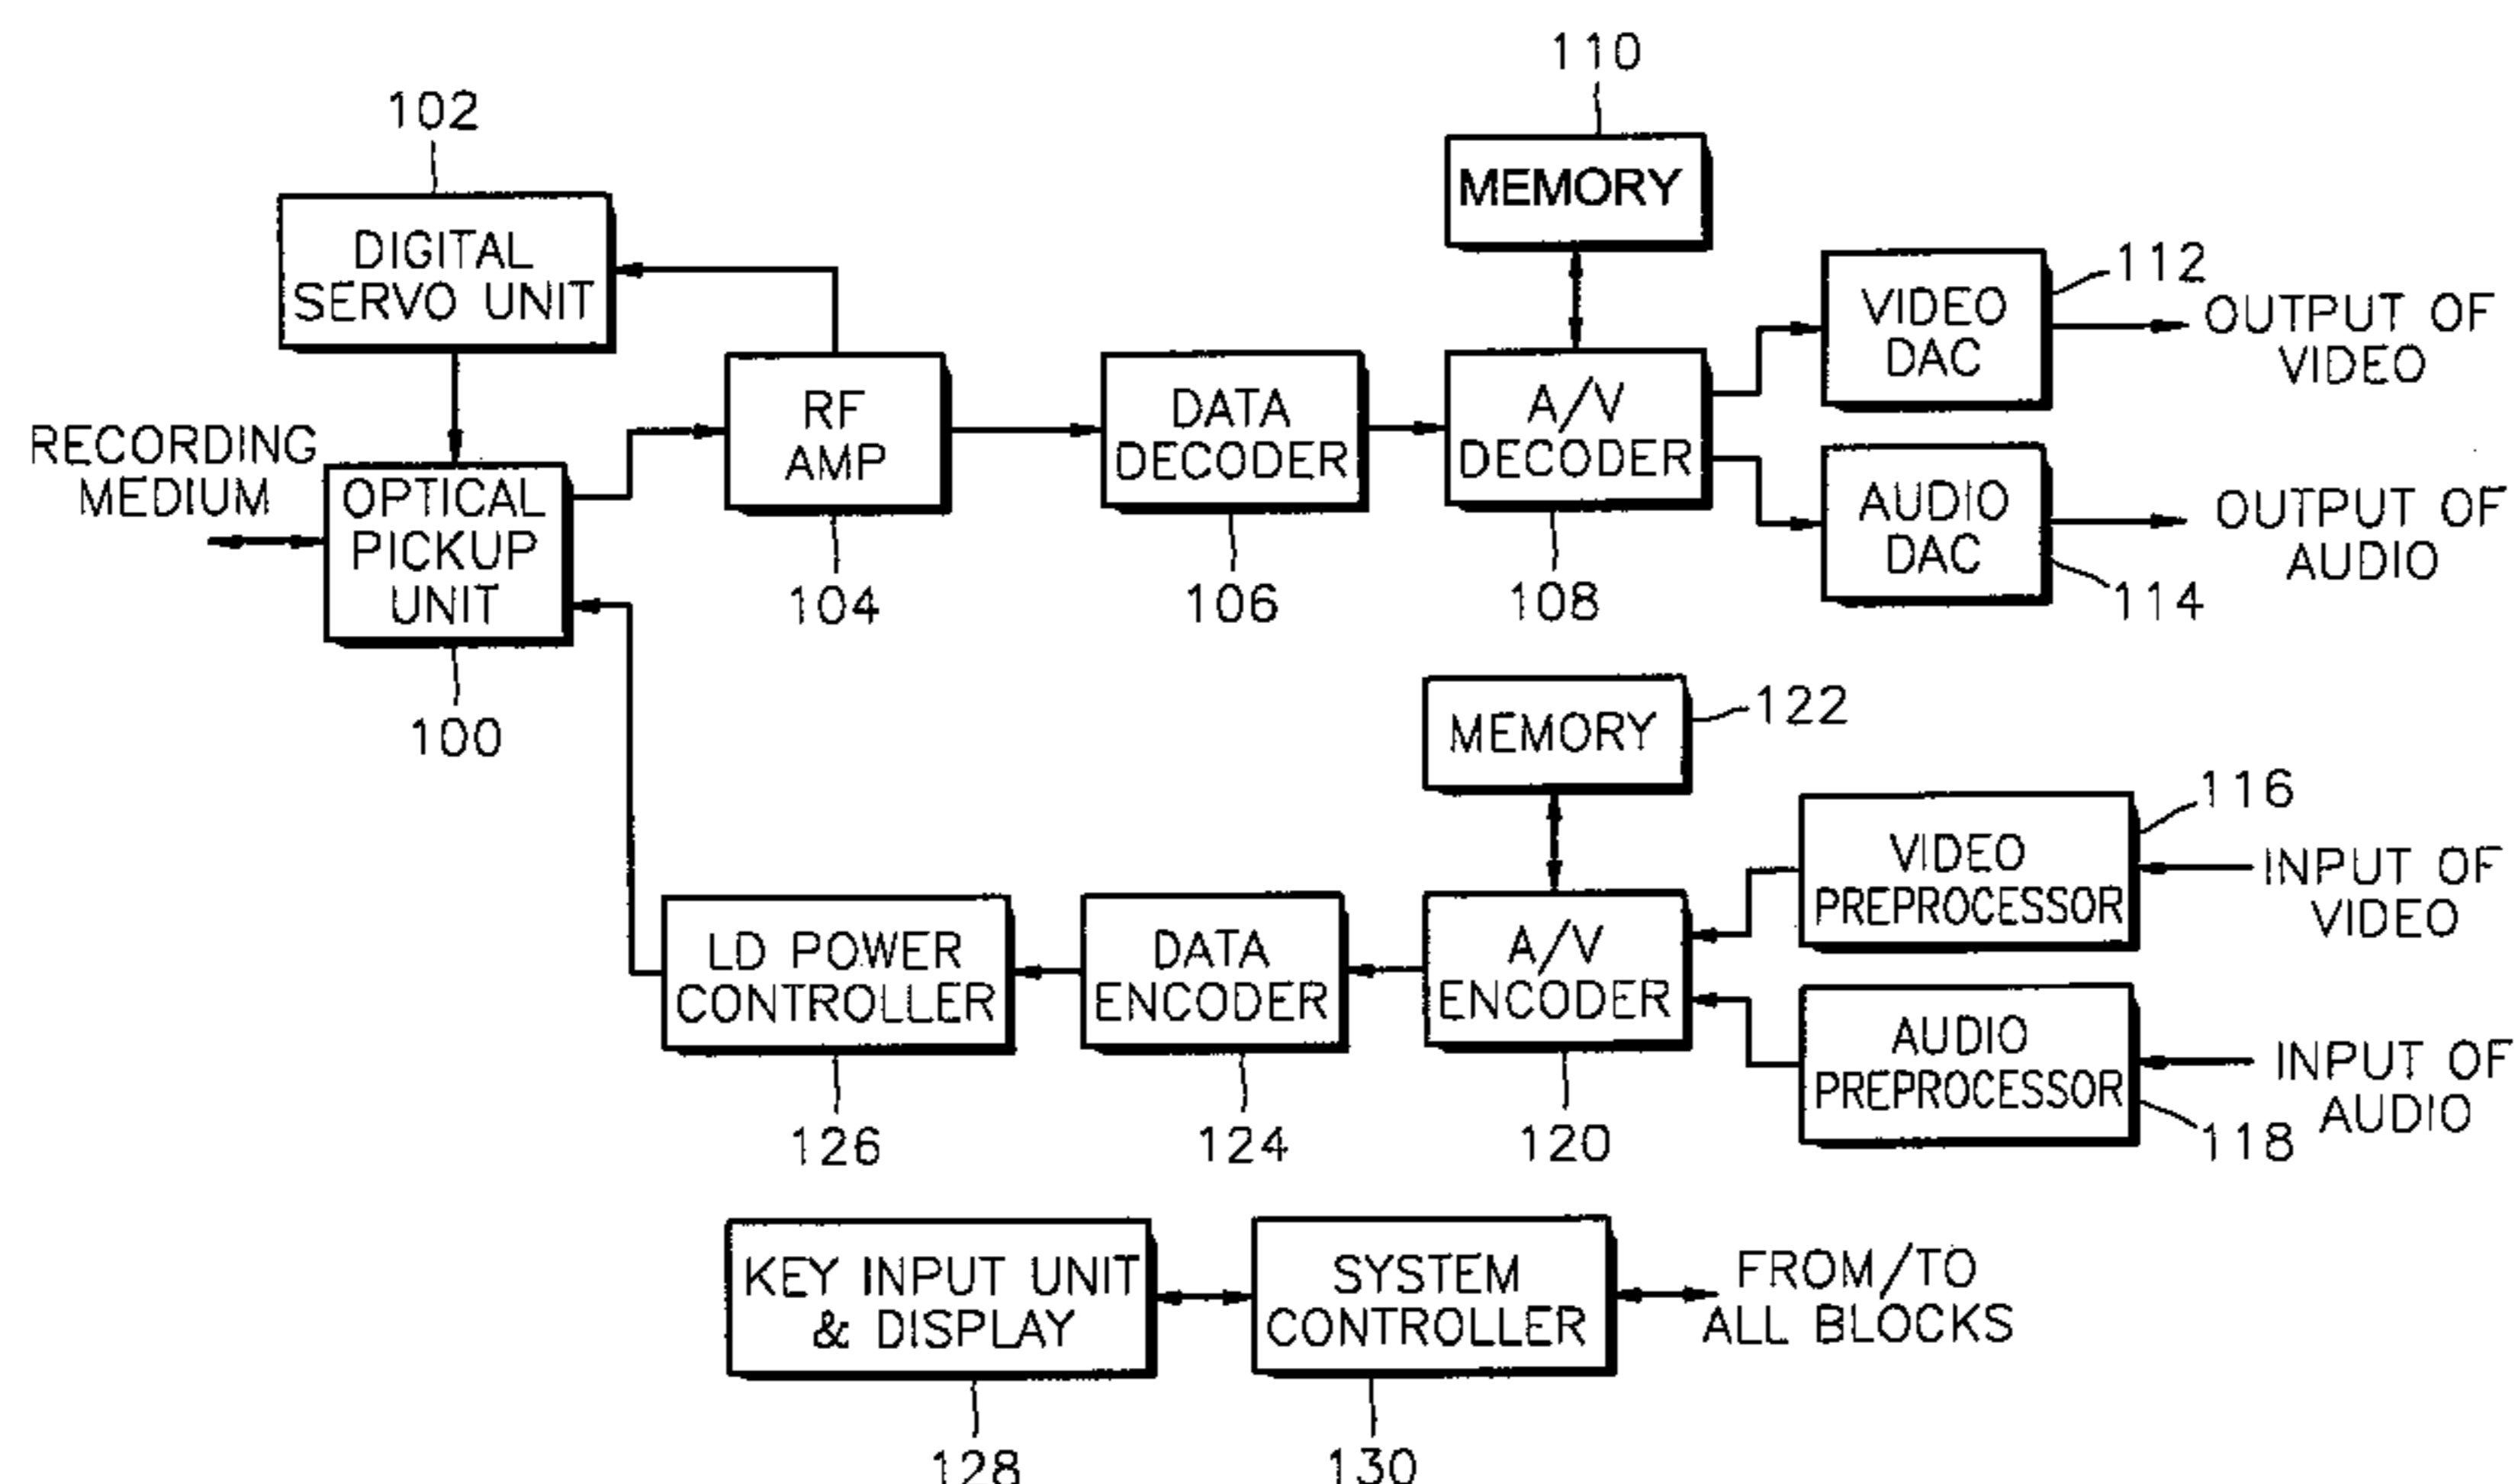 110
102
MEMORY
DIGITAL
SERVO UNIT
112
VIDEO
DAC
OUTPUT OF
VIDEO
RF
AMP
DATA
DECODER
A/V
DECODER
RECORDING
MEDIUM
OPTICAL
PICKUP
UNIT
AUDIO
DAC
OUTPUT OF
AUDIO
104
106
108
114
100
MEMORY
122
116
VIDEO
PREPROCESSOR
INPUT OF
VIDEO
LD POWER
CONTROLLER
DATA
ENCODER
A/V
ENCODER
AUDIO
PREPROCESSOR
INPUT OF
AUDIO
126
124
120
118
KEY INPUT UNIT
& DISPLAY
SYSTEM
CONTROLLER
FROM/TO
ALL BLOCKS
128
130